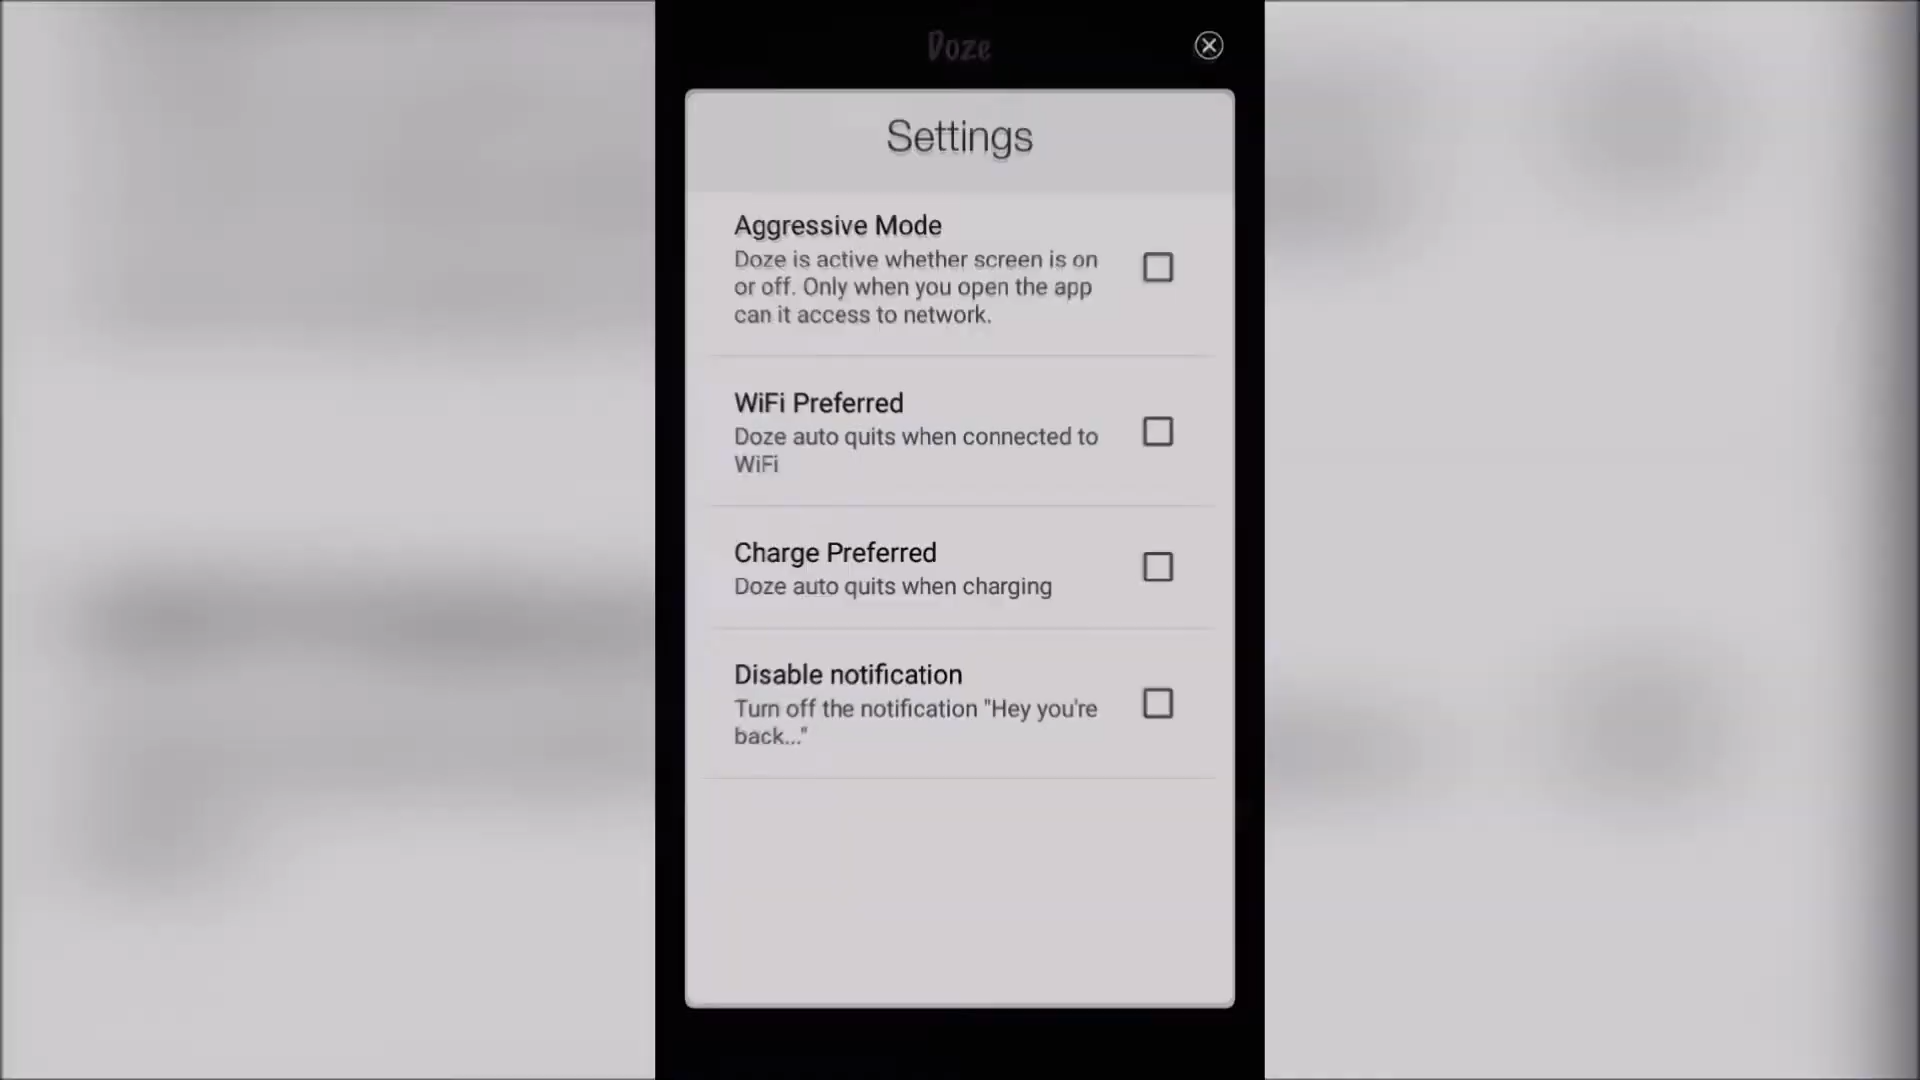 Doze
Settings
Aggressive Mode
Doze is active whether screen is on
or off. Only when you open the app
can it access to network.
WiFi Preferred
Doze auto quits when connected to
WiFi
Charge Preferred
Doze auto quits when charging
Disable notification
Turn off the notification "Hey you're
back..."